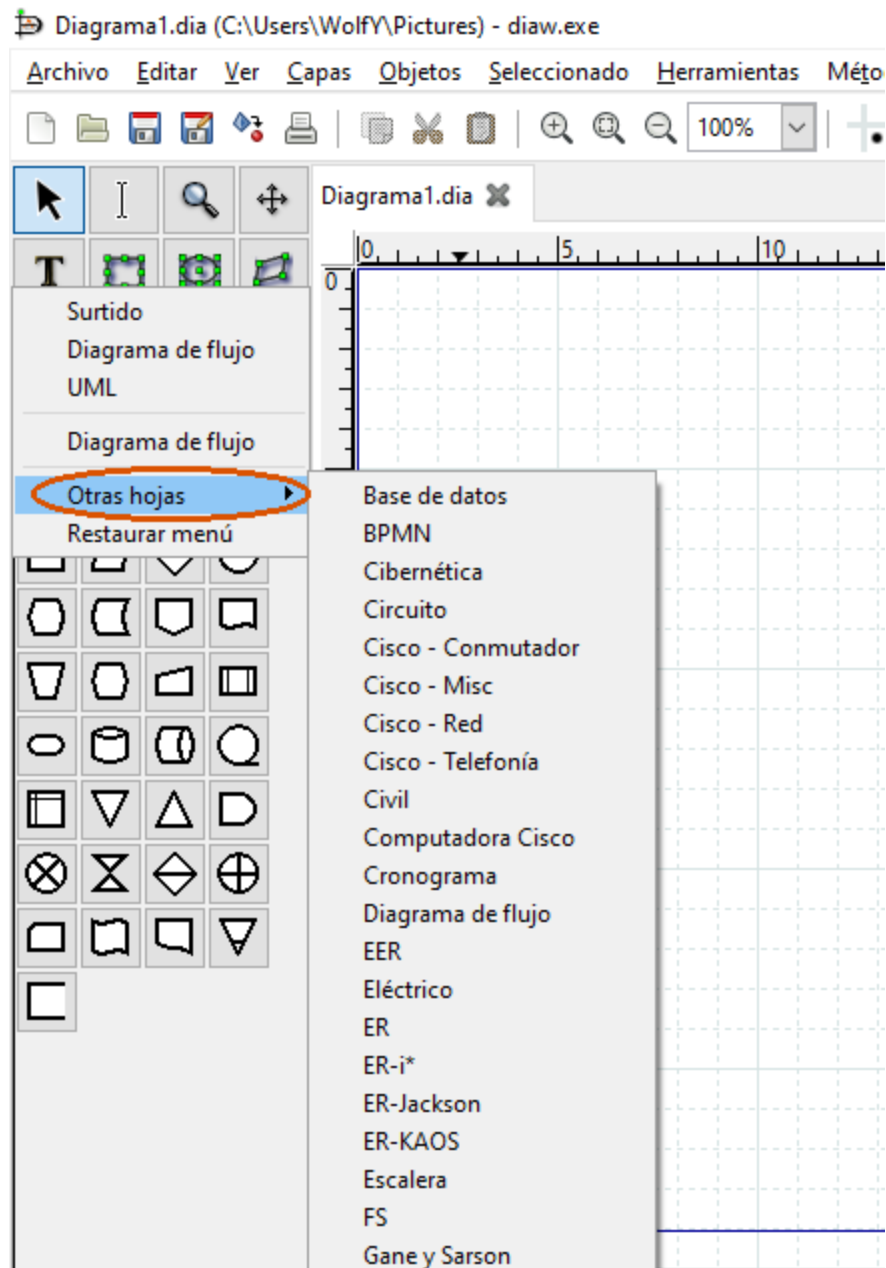 Diagrama1.dia (C:\Users\WolfY\Pictures) - diaw.exe
Archivo Editar Ver Capas Objetos Seleccionado Herramientas Méto
100%
Diagrama1.dia
T
0 5 10
0
Surtido
Diagrama de flujo
UML
Diagrama de flujo
Otras hojas
Restaurar menú
Base de datos
BPMN
Cibernética
Circuito
Cisco - Conmutador
Cisco - Misc
Cisco - Red
Cisco - Telefonía
Civil
Computadora Cisco
Cronograma
Diagrama de flujo
EER
Eléctrico
ER
ER-i*
ER-Jackson
ER-KAOS
Escalera
FS
Gane y Sarson